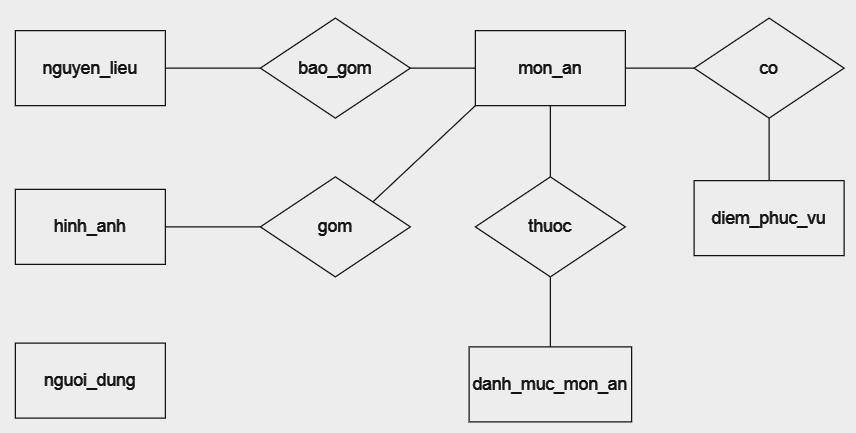 nguyen_lieu
bao_gom
mon_an
co
hinh_anh
gom
thuoc
diem_phuc_vu
nguoi_dung
danh_muc_mon_an